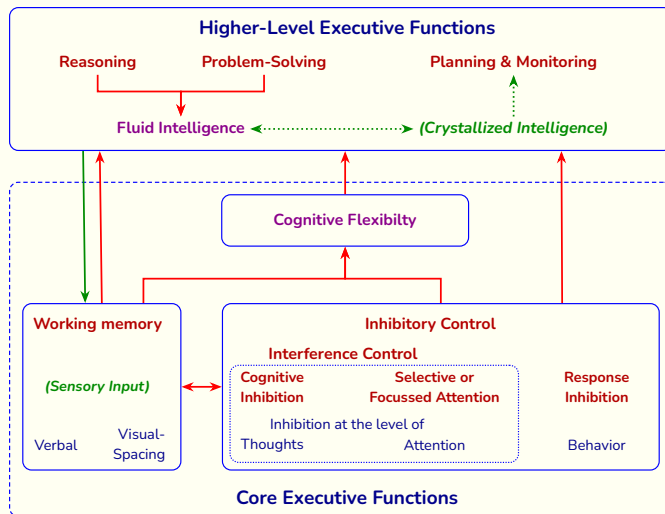 Higher-Level Executive Functions
Reasoning
Problem-Solving
Planning & Monitoring
Fluid Intelligence
(Crystallized Intelligence)
Cognitive Flexibilty
Working memory
(Sensory Input)
Verbal
Visual-
Spacing
Inhibitory Control
Interference Control
Cognitive
Inhibition
Selective or
Focussed Attention
Response
Inhibition
Inhibition at the level of
Thoughts
Attention
Behavior
Core Executive Functions